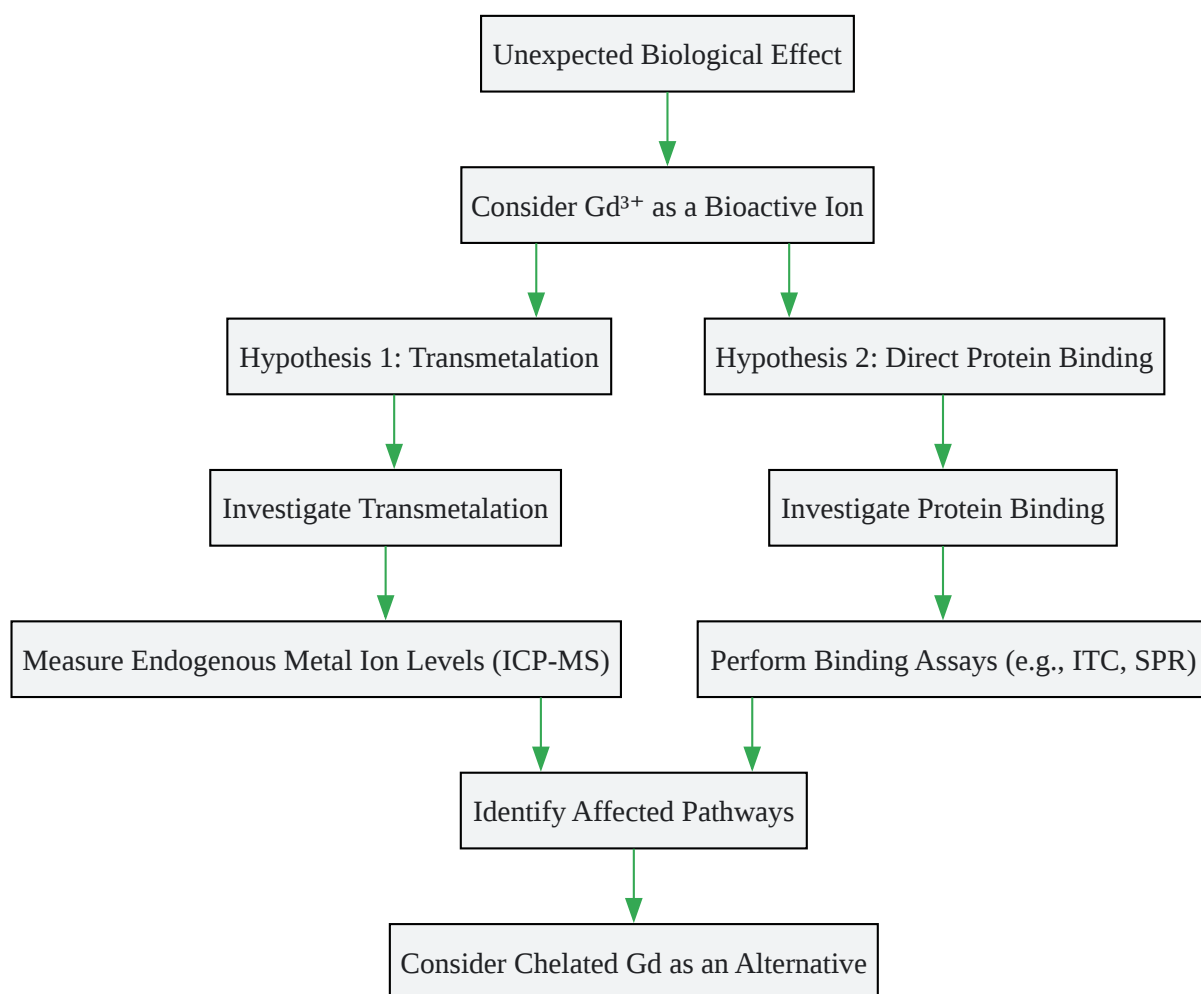 Unexpected Biological Effect
Consider Gd³⁺ as a Bioactive Ion
Hypothesis 1: Transmetalation
Hypothesis 2: Direct Protein Binding
Investigate Transmetalation
Investigate Protein Binding
Measure Endogenous Metal Ion Levels (ICP-MS)
Perform Binding Assays (e.g., ITC, SPR)
Identify Affected Pathways
Consider Chelated Gd as an Alternative